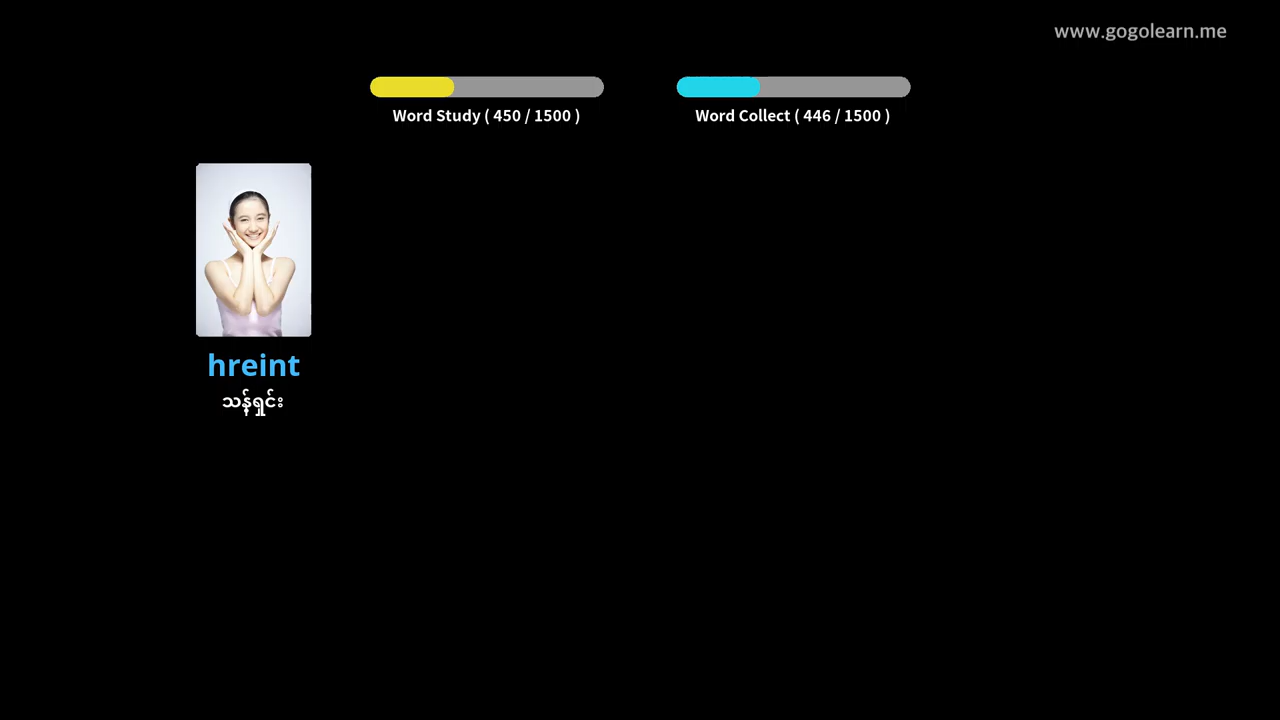 www.gogolearn.me
Word Study ( 450 / 1500 )
Word Collect ( 446 / 1500 )
hreint
သန့်ရှင်း